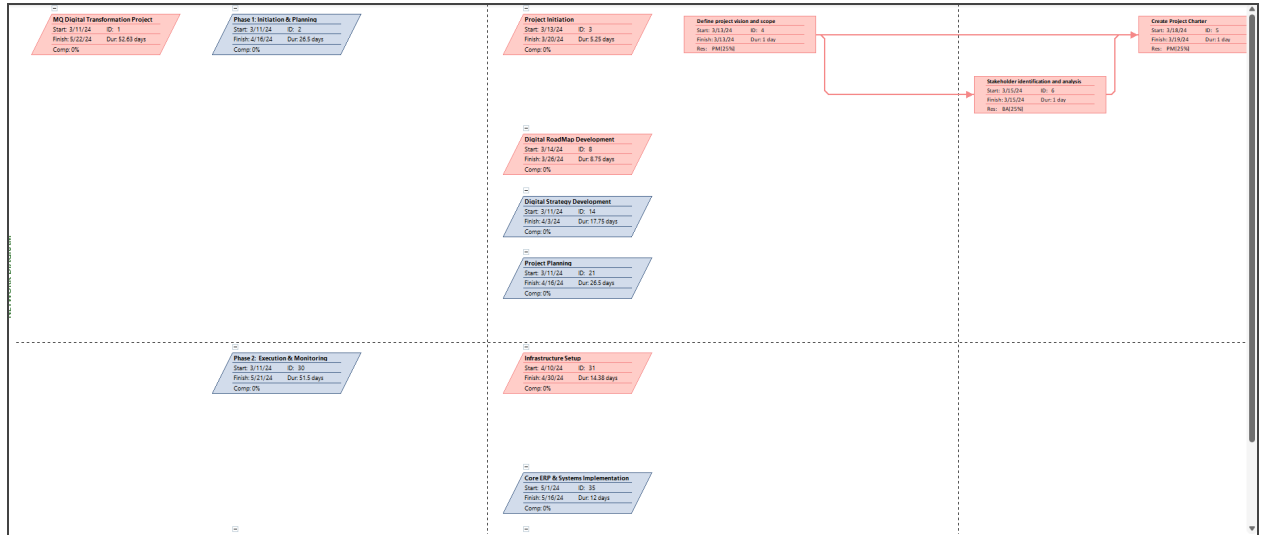 MQ Digital Transformation Project
Start: 3/11/24 ID: 1
Finish: 5/22/24 Dur: 52.63 days
Comp: 0%
Phase 1: Initiation & Planning
Start: 3/11/24 ID: 2
Finish: 4/16/24 Dur: 26.5 days
Comp: 0%
Project Initiation
Start: 3/13/24 ID: 3
Finish: 3/20/24 Dur: 5.25 days
Comp: 0%
Define project vision and scope
Start: 3/13/24 ID: 4
Finish: 3/13/24 Dur: 1 day
Res: PM[25%]
Create Project Charter
Start: 3/18/24 ID: 5
Finish: 3/19/24 Dur: 1 day
Res: PM[25%]
Stakeholder identification and analysis
Start: 3/15/24 ID: 6
Finish: 3/15/24 Dur: 1 day
Res: BA[25%]
Digital RoadMap Development
Start: 3/14/24 ID: 8
Finish: 3/26/24 Dur: 8.75 days
Comp: 0%
Digital Strategy Development
Start: 3/11/24 ID: 14
Finish: 4/3/24 Dur: 17.75 days
Comp: 0%
Project Planning
Start: 3/11/24 ID: 21
Finish: 4/16/24 Dur: 26.5 days
Comp: 0%
Phase 2: Execution & Monitoring
Start: 3/11/24 ID: 30
Finish: 5/21/24 Dur: 51.5 days
Comp: 0%
Infrastructure Setup
Start: 4/10/24 ID: 31
Finish: 4/30/24 Dur: 14.38 days
Comp: 0%
Core ERP & Systems Implementation
Start: 5/1/24 ID: 35
Finish: 5/16/24 Dur: 12 days
Comp: 0%